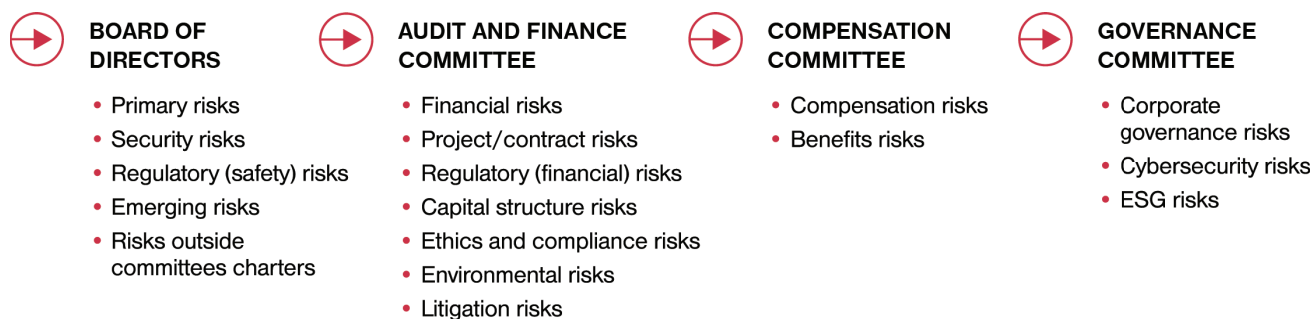 BOARD OF
DIRECTORS
• Primary risks
• Security risks
• Regulatory (safety) risks
• Emerging risks
• Risks outside
committees charters
AUDIT AND FINANCE
COMMITTEE
• Financial risks
• Project/contract risks
• Regulatory (financial) risks
• Capital structure risks
• Ethics and compliance risks
• Environmental risks
• Litigation risks
COMPENSATION
COMMITTEE
• Compensation risks
• Benefits risks
GOVERNANCE
COMMITTEE
• Corporate
governance risks
• Cybersecurity risks
• ESG risks